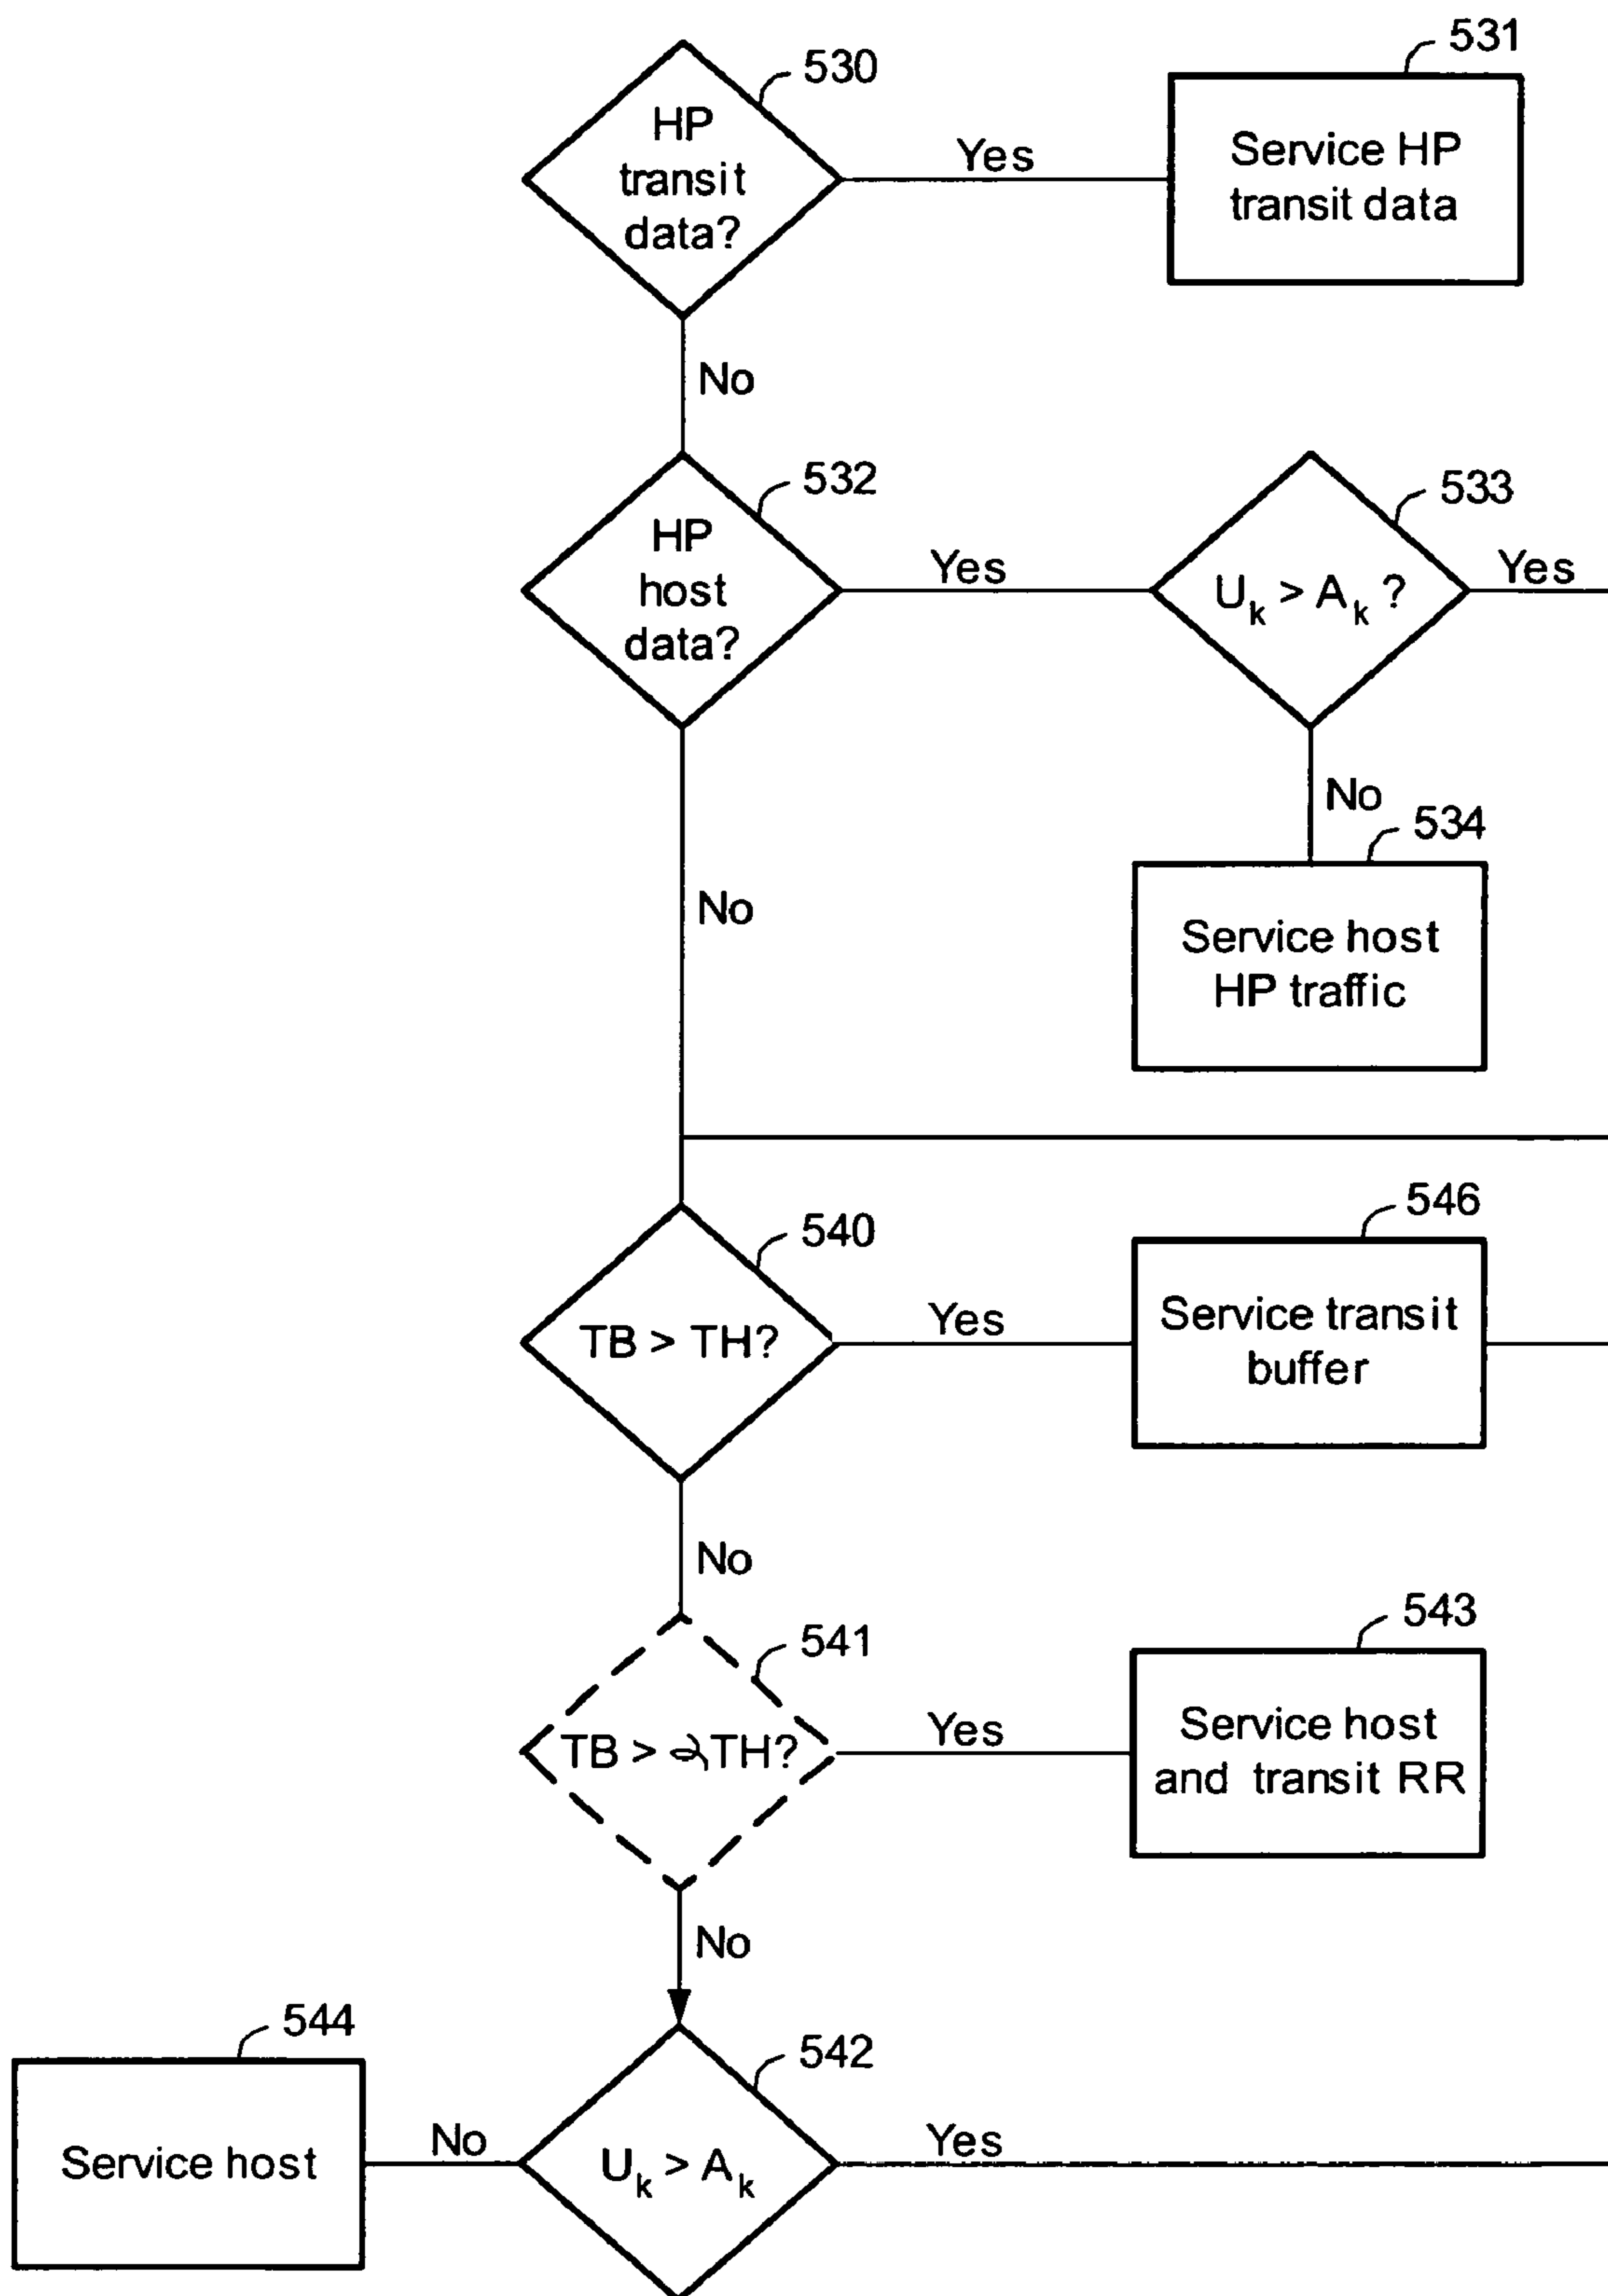 530
HP
transit
data?
Yes
531
Service HP
transit data
No
532
HP
host
data?
Yes
533
Uk > Ak ?
Yes
No
534
Service host
HP traffic
No
540
TB > TH?
Yes
546
Service transit
buffer
No
541
TB > 2TH?
Yes
543
Service host
and transit RR
No
544
Service host
No
542
Uk > Ak
Yes